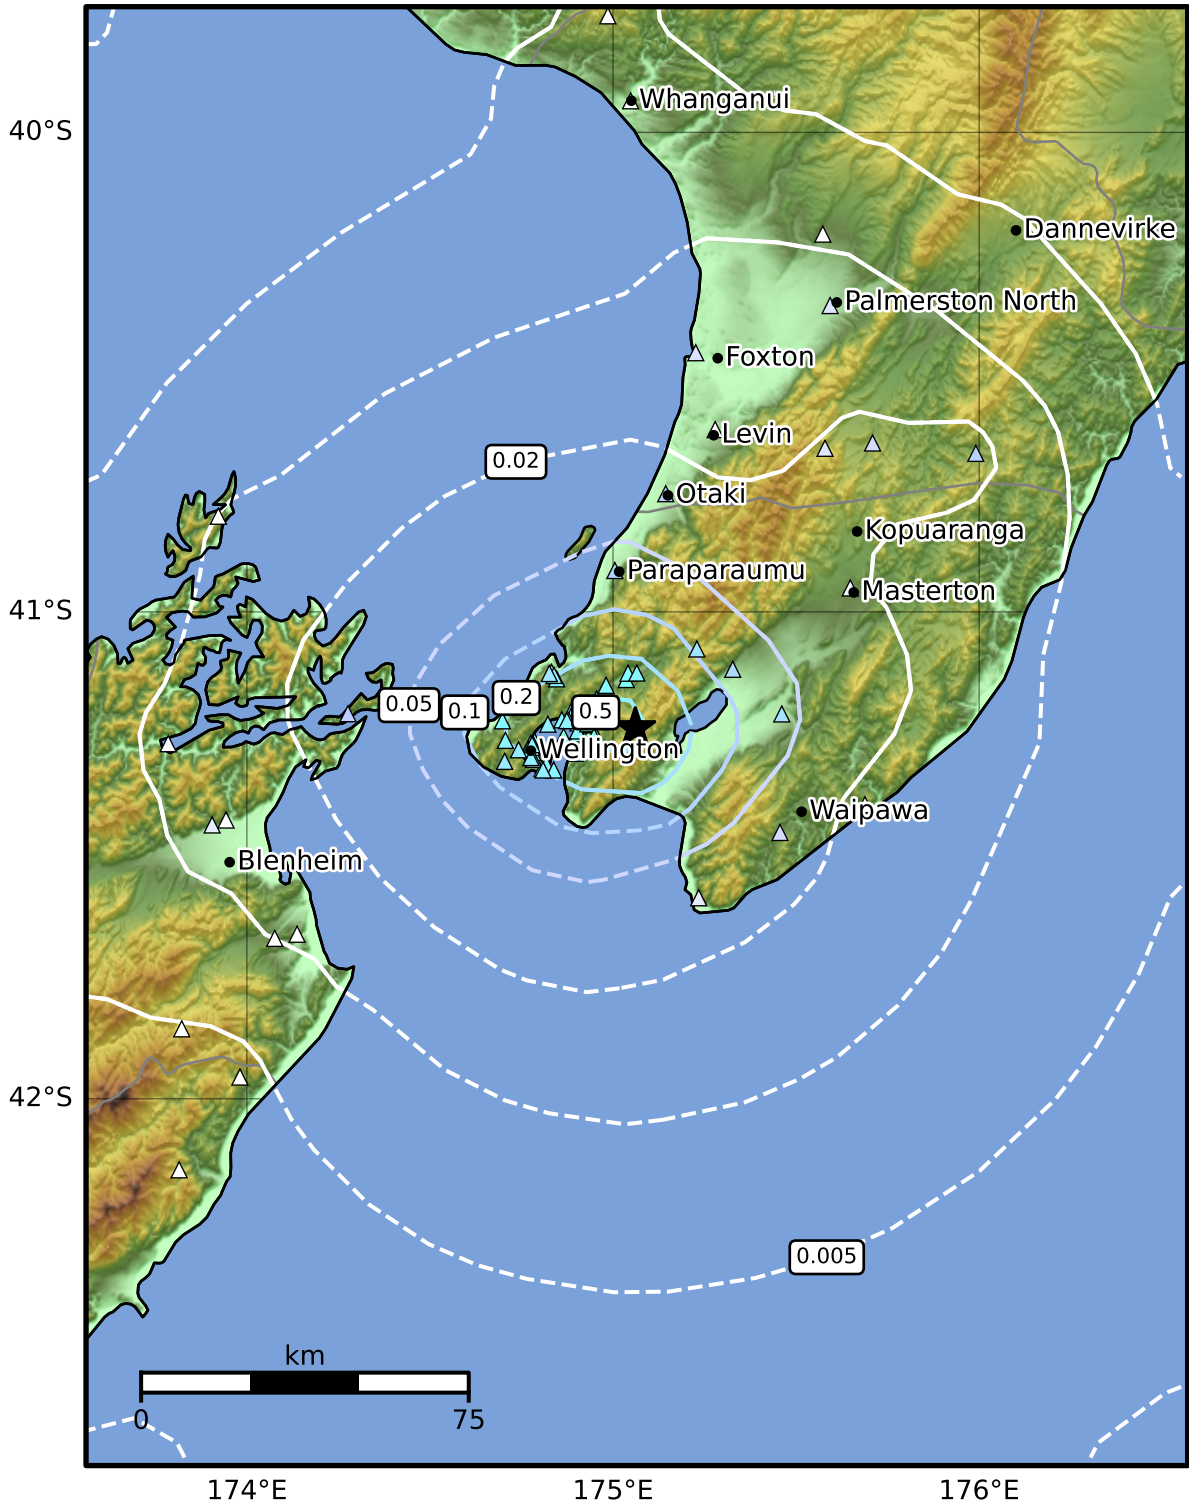 Whanganui
40°S
Dannevirke
Palmerston North
Foxton
Levin
0.02
Otaki
Kopuaranga
Paraparaumu
Masterton
41°S
0.05
0.1
0.2
0.5
Wellington
Waipawa
Blenheim
42°S
0.005
km
0
75
174°E
175°E
176°E